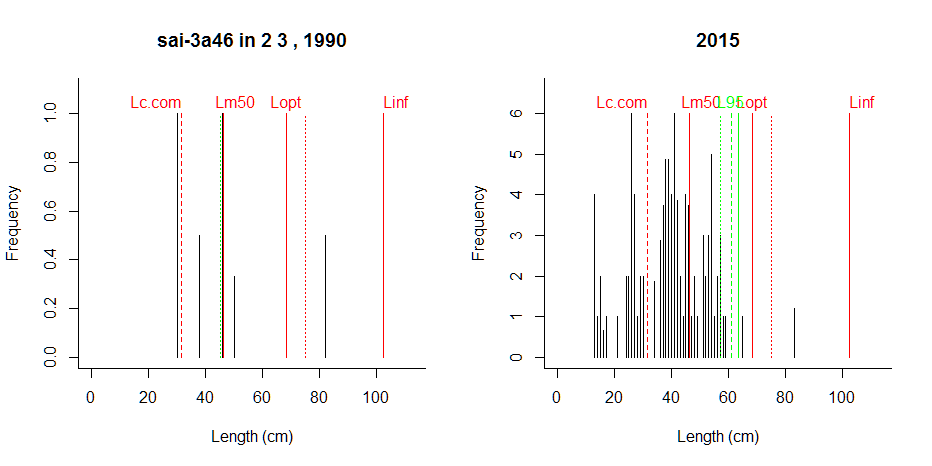 sai-3a46 in 2 3 , 1990
Lc.com Lm50 Lopt Linf
1.0
0.8
0.6
0.4
0.2
0.0
Frequency
0 20 40 60 80 100
Length (cm)
2015
Lc.com Lm50 L95 Lopt Linf
6
5
4
3
2
1
0
Frequency
0 20 40 60 80 100
Length (cm)